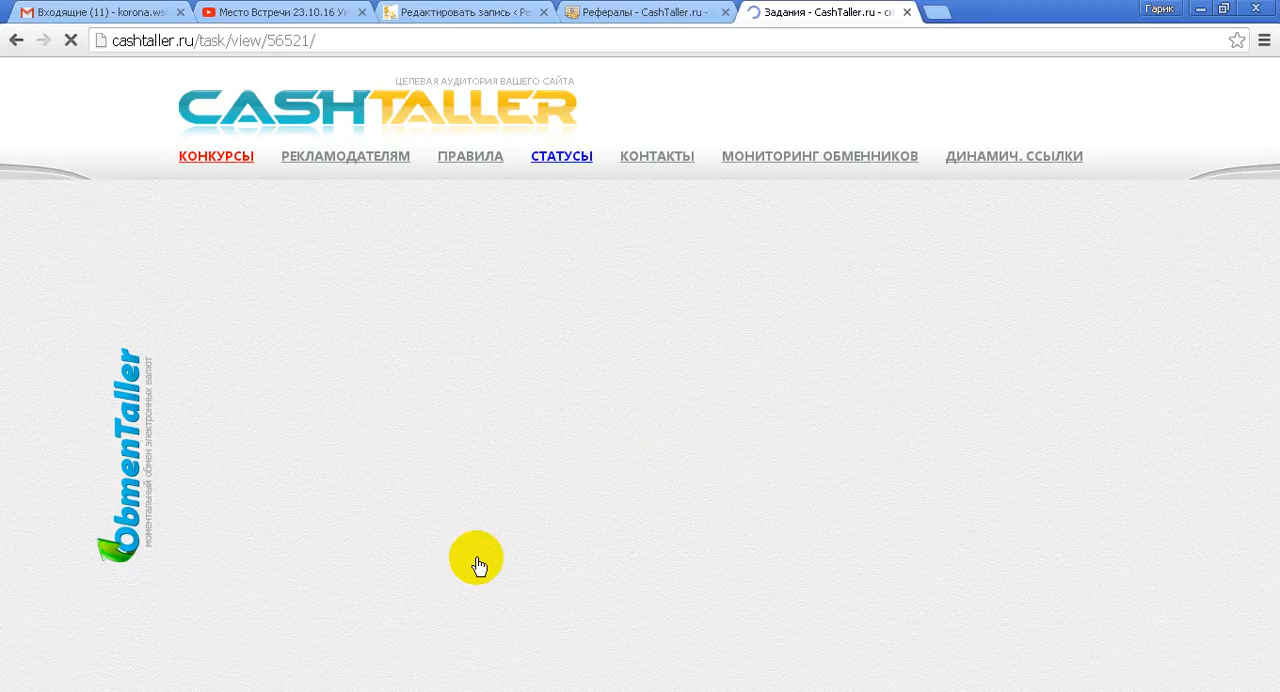 Входящие (11) - korona.wsk
Место Встречи 23.10.16 Ук
Редактировать запись ‹ Ре
Рефералы - CashTaller.ru -
Задания - CashTaller.ru - си
Гарик
cashtaller.ru/task/view/56521/
ЦЕЛЕВАЯ АУДИТОРИЯ ВАШЕГО САЙТА
CASHTALLER
КОНКУРСЫ
РЕКЛАМОДАТЕЛЯМ
ПРАВИЛА
СТАТУСЫ
КОНТАКТЫ
МОНИТОРИНГ ОБМЕННИКОВ
ДИНАМИЧ. ССЫЛКИ
ObmenTaller
моментальный обмен электронных валют